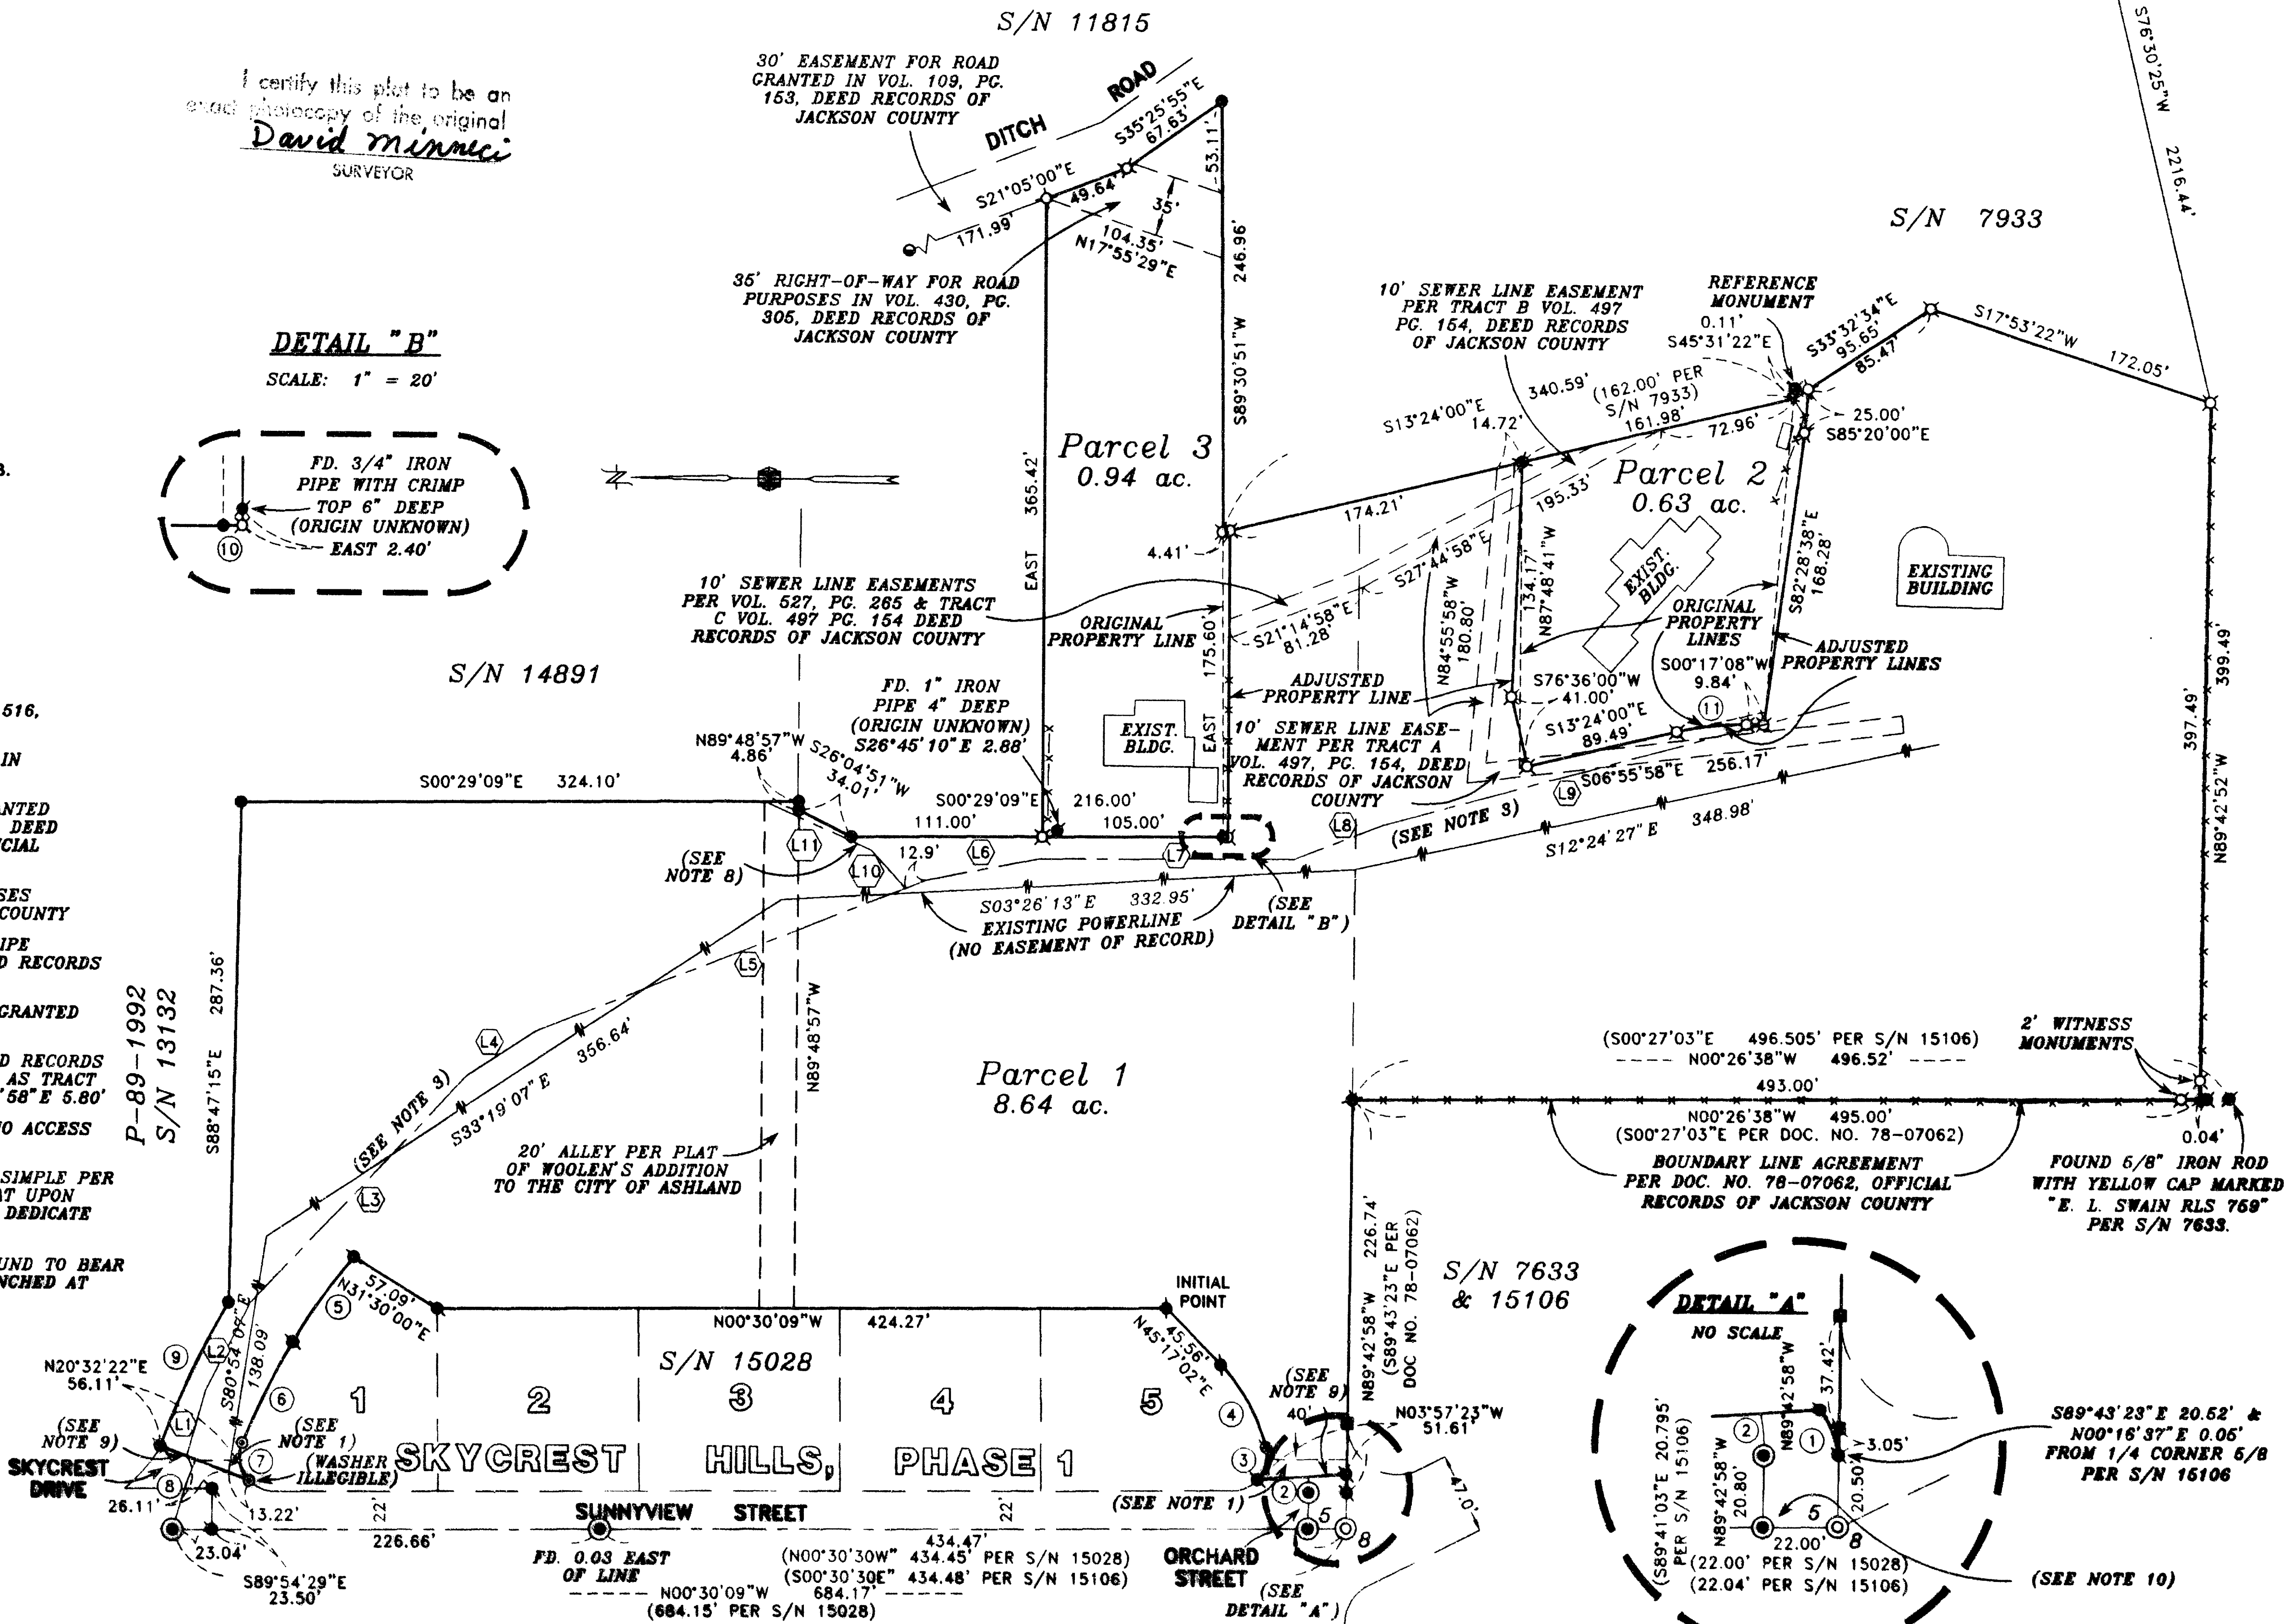 S/N 11815
I certify this plat to be an
exact photocopy of the original
David Minneci
SURVEYOR
30' EASEMENT FOR ROAD
GRANTED IN VOL. 109, PG.
153, DEED RECORDS OF
JACKSON COUNTY
DITCH ROAD
S35°25'55"E
67.63'
53.11'
S21°05'00"E
49.64'
171.99'
35'
104.35'
N17°55'29"E
246.96'
S89°30'51"W
35' RIGHT-OF-WAY FOR ROAD
PURPOSES IN VOL. 430, PG.
305, DEED RECORDS OF
JACKSON COUNTY
S76°30'25"W 2216.44'
S/N 7933
10' SEWER LINE EASEMENT
PER TRACT B VOL. 497
PG. 154, DEED RECORDS
OF JACKSON COUNTY
REFERENCE
MONUMENT
0.11'
S45°31'22"E
S33°32'34"E
95.65'
85.47'
S17°53'22"W 172.05'
340.59'
(162.00' PER
S/N 7933)
161.98'
72.96'
S13°24'00"E
14.72'
25.00'
S85°20'00"E
DETAIL "B"
SCALE: 1" = 20'
FD. 3/4" IRON
PIPE WITH CRIMP
TOP 6" DEEP
(ORIGIN UNKNOWN)
EAST 2.40'
10
Parcel 3
0.94 ac.
EAST 365.42'
174.21'
4.41'
Parcel 2
0.63 ac.
195.33'
S27°44'58"E
S21°14'58"E
81.28'
N84°55'58"W
180.80'
134.17'
N87°48'41"W
EXIST.
BLDG.
S82°28'38"E
168.28'
EXISTING
BUILDING
ORIGINAL
PROPERTY
LINES
ADJUSTED
PROPERTY LINES
S00°17'08"W
9.84'
11
S76°36'00"W
41.00'
S13°24'00"E
89.49'
S06°55'58"E 256.17'
L9
10' SEWER LINE EASEMENTS
PER VOL. 527, PG. 265 & TRACT
C VOL. 497 PG. 154 DEED
RECORDS OF JACKSON COUNTY
ORIGINAL
PROPERTY LINE
175.60'
EAST
ADJUSTED
PROPERTY LINE
10' SEWER LINE EASE-
MENT PER TRACT A
VOL. 497, PG. 154, DEED
RECORDS OF JACKSON
COUNTY
L8
(SEE NOTE 3)
S12°24'27"E 348.98'
N89°42'52"W
397.49' 399.49'
S/N 14891
FD. 1" IRON
PIPE 4" DEEP
(ORIGIN UNKNOWN)
S26°45'10"E 2.88'
EXIST.
BLDG.
N89°48'57"W
4.86'
S26°04'51"W
34.01'
S00°29'09"E 324.10'
S00°29'09"E 216.00'
111.00' 105.00'
L11
L10
12.9'
L6
L7
(SEE
NOTE 8)
S03°26'13"E 332.95'
EXISTING POWERLINE
(NO EASEMENT OF RECORD)
(SEE
DETAIL "B")
3.
516,
IN
ANTED
DEED
CIAL
SES
COUNTY
IPE
D RECORDS
GRANTED
D RECORDS
AS TRACT
'58"E 5.80'
O ACCESS
SIMPLE PER
AT UPON
DEDICATE
UND TO BEAR
NCHED AT
P-89-1992
S/N 13132
S88°47'15"E 287.36'
L5
L4
356.64'
S33°19'07"E
(SEE NOTE 3)
L3
N89°48'57"W
20' ALLEY PER PLAT
OF WOOLEN'S ADDITION
TO THE CITY OF ASHLAND
Parcel 1
8.64 ac.
(S00°27'03"E 496.505' PER S/N 15106)
N00°26'38"W 496.52'
493.00'
N00°26'38"W 495.00'
(S00°27'03"E PER DOC. NO. 78-07062)
BOUNDARY LINE AGREEMENT
PER DOC. NO. 78-07062, OFFICIAL
RECORDS OF JACKSON COUNTY
2' WITNESS
MONUMENTS
0.04'
FOUND 5/8" IRON ROD
WITH YELLOW CAP MARKED
"E. L. SWAIN RLS 759"
PER S/N 7633.
N89°42'58"W 226.74'
(S89°43'23"E PER
DOC NO. 78-07062)
S/N 7633
& 15106
57.09'
N31°30'00"E
5
N00°30'09"W 424.27'
INITIAL
POINT
45.56'
N45°17'02"E
9
L2
S80°54'07"E
138.09'
6
N20°32'22"E
56.11'
L1
(SEE
NOTE 9)
SKYCREST
DRIVE
8
26.11'
7
(SEE
NOTE 1)
(WASHER
ILLEGIBLE)
13.22'
S/N 15028
1 2 3 4 5
SKYCREST HILLS, PHASE 1
4
3
2
(SEE
NOTE 9)
40'
N03°57'23"W
51.61'
47.0'
(SEE NOTE 1)
22'
22'
SUNNYVIEW STREET
23.04'
226.66'
434.47'
S89°54'29"E
23.50'
FD. 0.03 EAST
OF LINE
(N00°30'30W" 434.45' PER S/N 15028)
(S00°30'30E" 434.48' PER S/N 15106)
N00°30'09"W 684.17'
(684.15' PER S/N 15028)
ORCHARD
STREET
5
8
(SEE
DETAIL "A")
DETAIL "A"
NO SCALE
N89°42'58"W
37.42'
2
1
3.05'
S89°43'23"E 20.52' &
N00°16'37"E 0.05'
FROM 1/4 CORNER 5/8
PER S/N 15106
(S89°41'03"E 20.795'
PER S/N 15106)
N89°42'58"W
20.80'
20.50'
5
8
22.00'
(22.00' PER S/N 15028)
(22.04' PER S/N 15106)
(SEE NOTE 10)